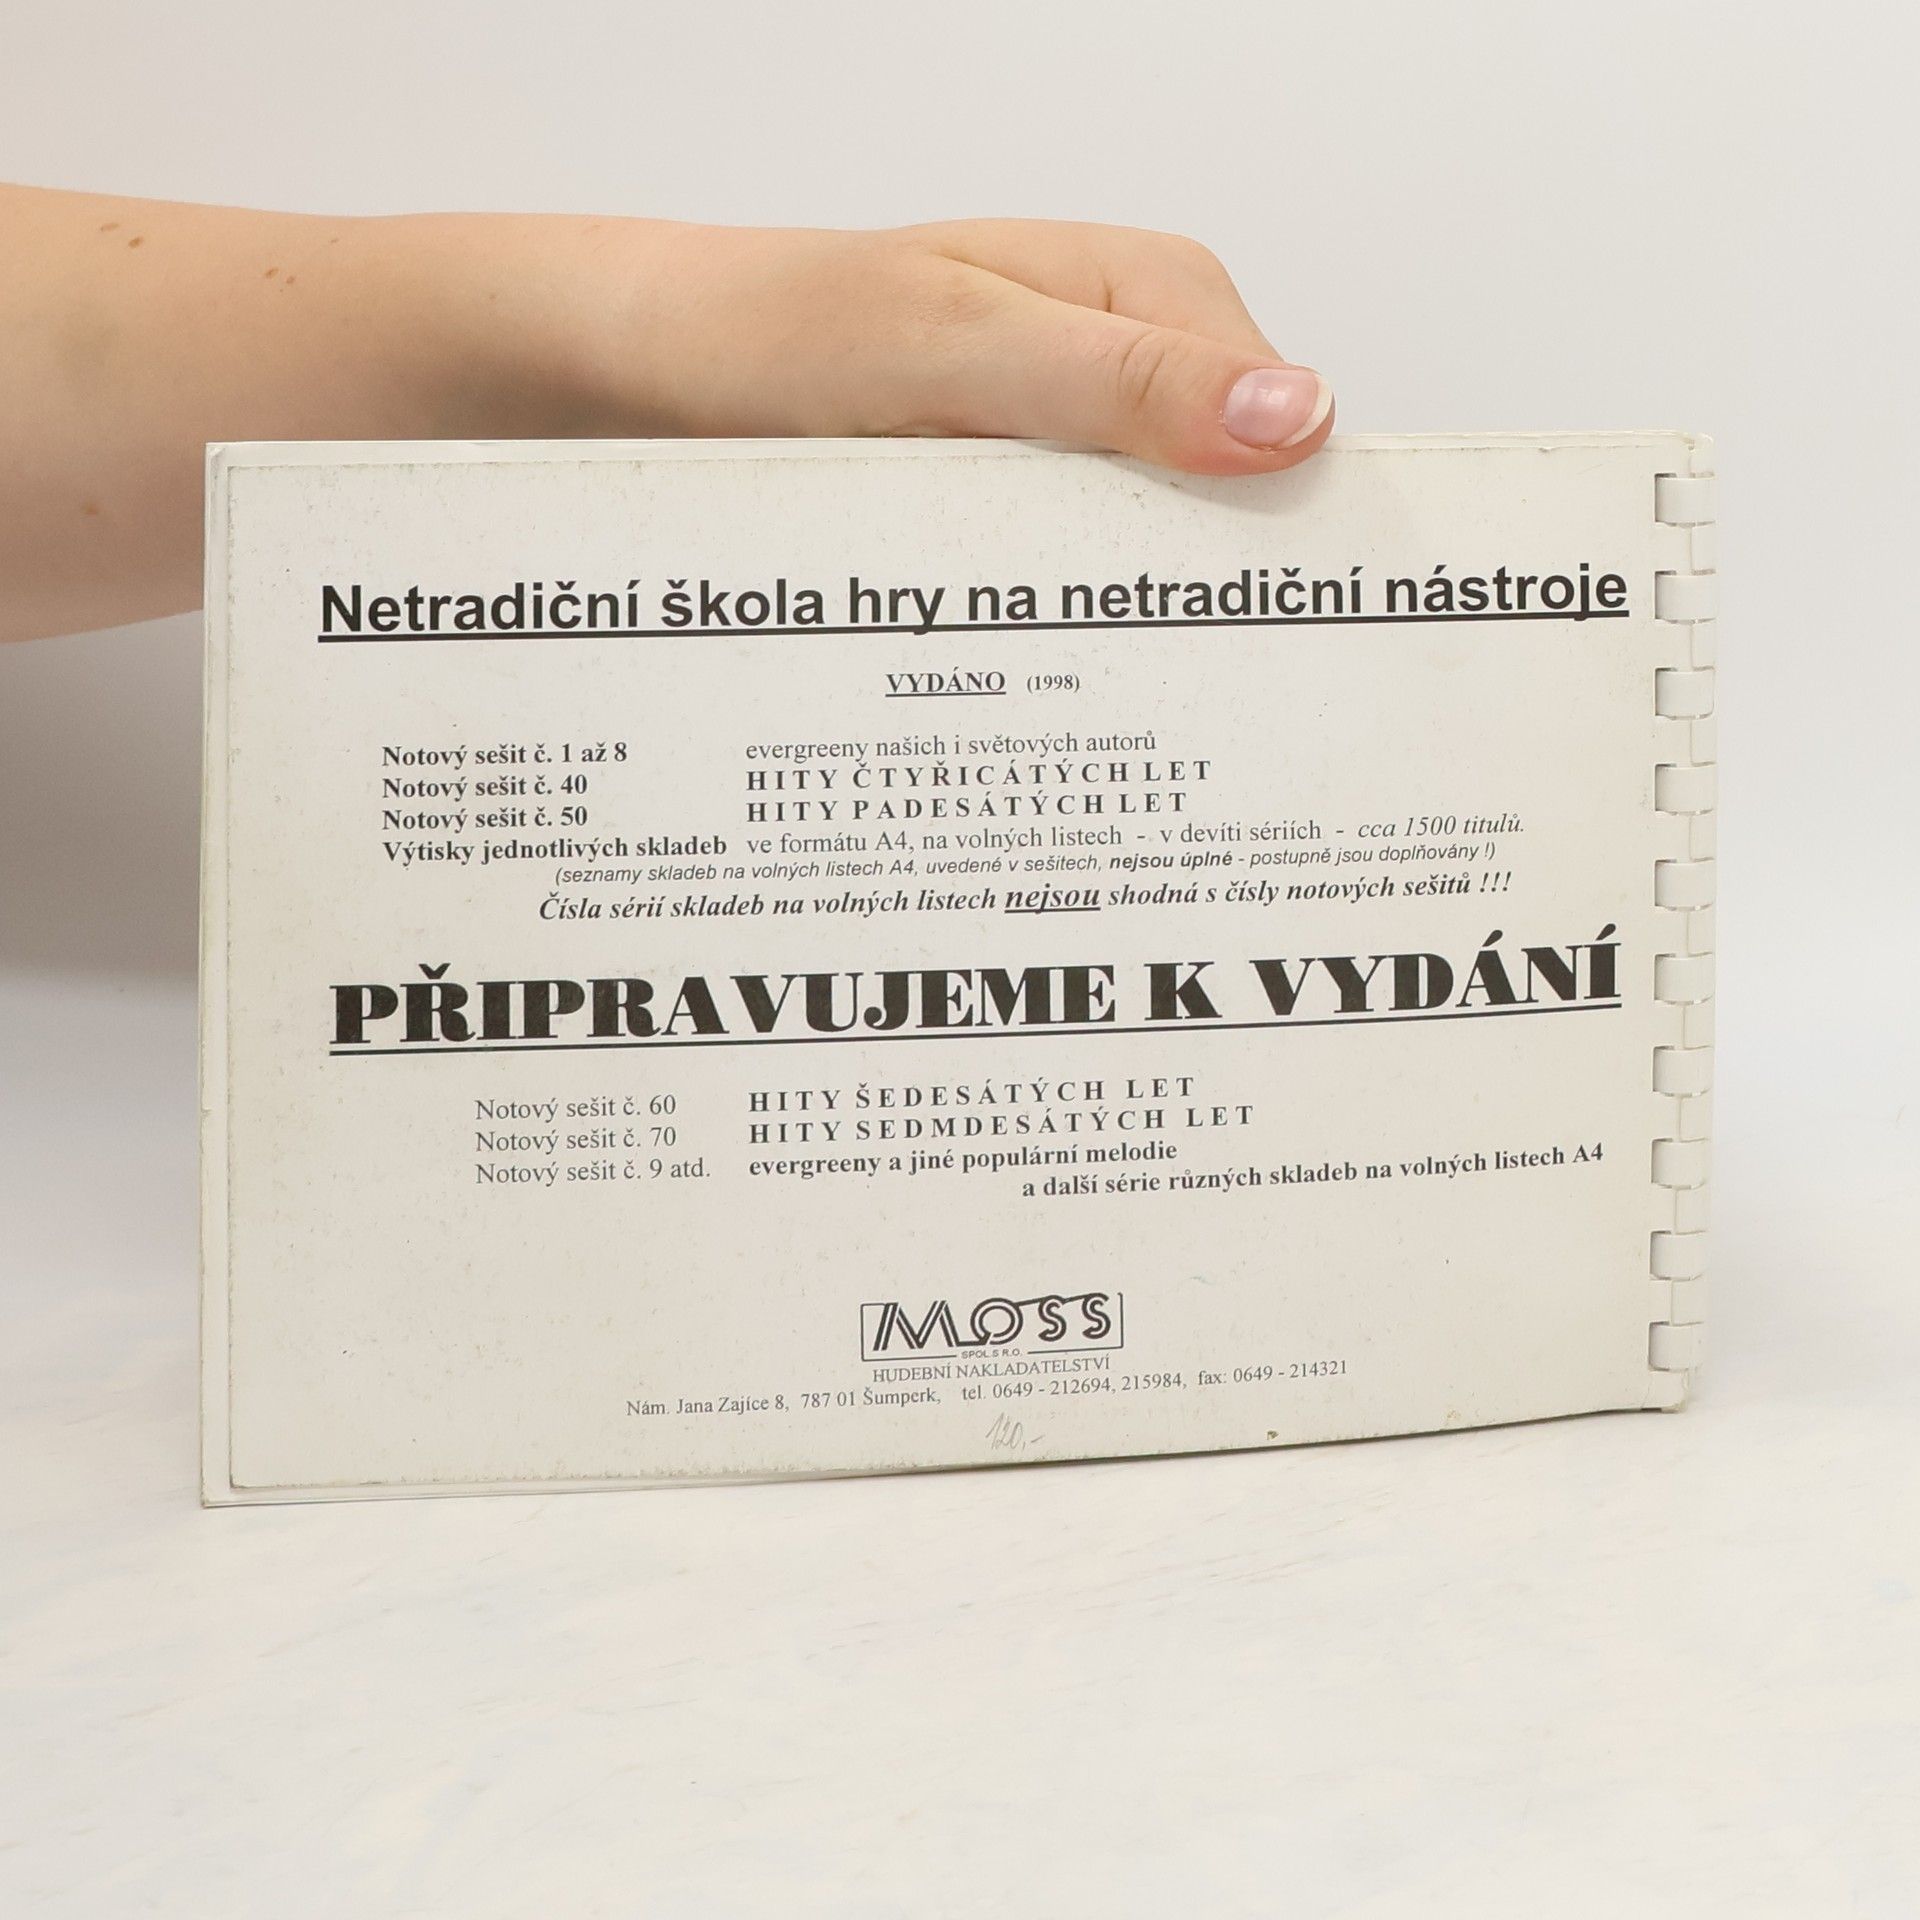 Netradiční škola hry na netradiční nástroje
VYDÁNO (1998)
Notový sešit č. 1 až 8 evergreeny našich i světových autorů
Notový sešit č. 40 HITY ČTYŘICÁTÝCH LET
Notový sešit č. 50 HITY PADESÁTÝCH LET
Výtisky jednotlivých skladeb ve formátu A4, na volných listech - v devíti sériích - cca 1500 titulů.
(seznamy skladeb na volných listech A4, uvedené v sešitech, nejsou úplné - postupně jsou doplňovány !)
Čísla sérií skladeb na volných listech nejsou shodná s čísly notových sešitů !!!
PŘIPRAVUJEME K VYDÁNÍ
Notový sešit č. 60 HITY ŠEDESÁTÝCH LET
Notový sešit č. 70 HITY SEDMDESÁTÝCH LET
Notový sešit č. 9 atd. evergreeny a jiné populární melodie
a další série různých skladeb na volných listech A4
MOSS
SPOL.S R.O.
HUDEBNÍ NAKLADATELSTVÍ
Nám. Jana Zajíce 8, 787 01 Šumperk, tel. 0649 - 212694, 215984, fax: 0649 - 214321
120,-